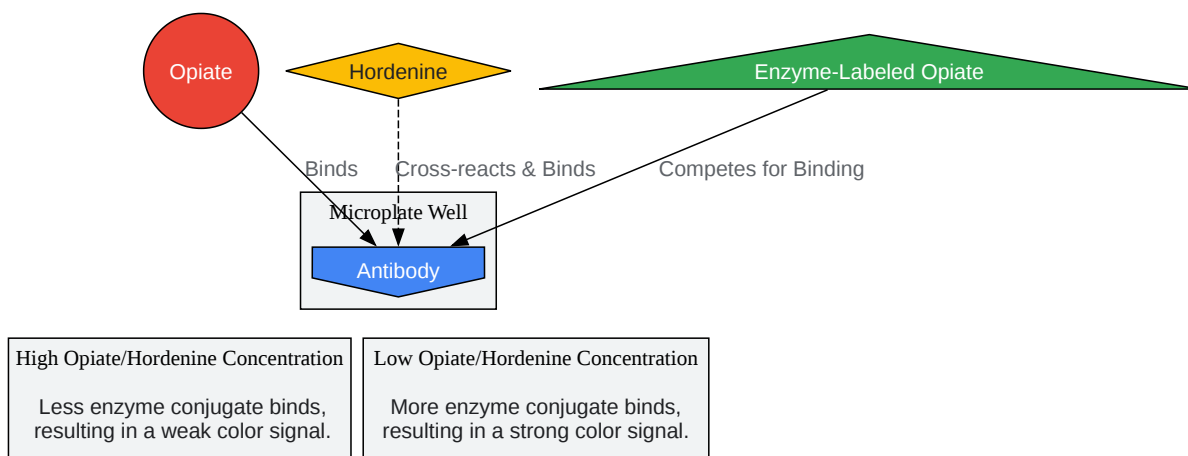 Opiate
Hordenine
Enzyme-Labeled Opiate
Binds
Cross-reacts & Binds
Competes for Binding
Microplate Well
Antibody
High Opiate/Hordenine Concentration
Less enzyme conjugate binds,
resulting in a weak color signal.
Low Opiate/Hordenine Concentration
More enzyme conjugate binds,
resulting in a strong color signal.